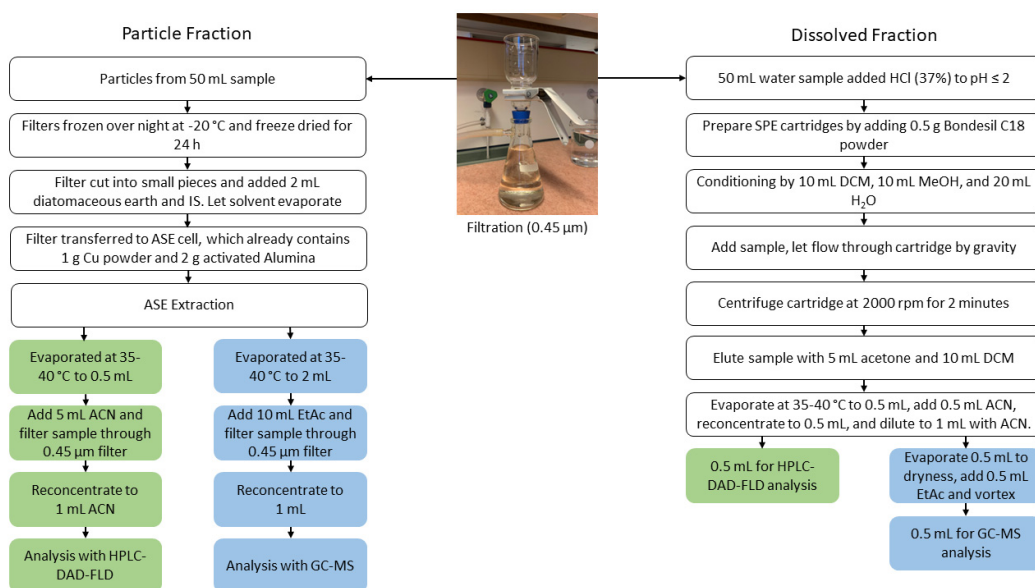 Particle Fraction
Particles from 50 mL sample
Filters frozen over night at -20 °C and freeze dried for
24 h
Filter cut into small pieces and added 2 mL
diatomaceous earth and IS. Let solvent evaporate
Filter transferred to ASE cell, which already contains
1 g Cu powder and 2 g activated Alumina
ASE Extraction
Evaporated at 35-
40 °C to 0.5 mL
Add 5 mL ACN and
filter sample through
0.45 µm filter
Reconcentrate to
1 mL ACN
Analysis with HPLC-
DAD-FLD
Evaporated at 35-
40 °C to 2 mL
Add 10 mL EtAc and
filter sample through
0.45 µm filter
Reconcentrate to
1 mL
Analysis with GC-MS
Filtration (0.45 µm)
Dissolved Fraction
50 mL water sample added HCl (37%) to pH ≤ 2
Prepare SPE cartridges by adding 0.5 g Bondesil C18
powder
Conditioning by 10 mL DCM, 10 mL MeOH, and 20 mL
H₂O
Add sample, let flow through cartridge by gravity
Centrifuge cartridge at 2000 rpm for 2 minutes
Elute sample with 5 mL acetone and 10 mL DCM
Evaporate at 35-40 °C to 0.5 mL, add 0.5 mL ACN,
reconcentrate to 0.5 mL, and dilute to 1 mL with ACN.
0.5 mL for HPLC-
DAD-FLD analysis
Evaporate 0.5 mL to
dryness, add 0.5 mL
EtAc and vortex
0.5 mL for GC-MS
analysis